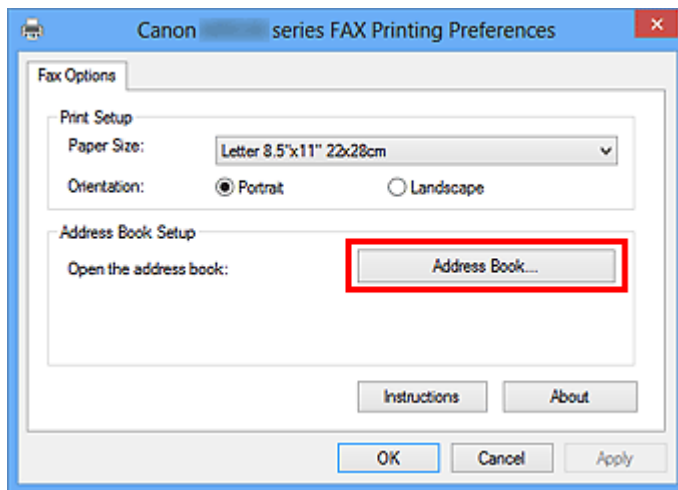 Canon series FAX Printing Preferences
Fax Options
Print Setup
Paper Size: Letter 8.5"x11" 22x28cm
Orientation: Portrait Landscape
Address Book Setup
Open the address book: Address Book...
Instructions About
OK Cancel Apply